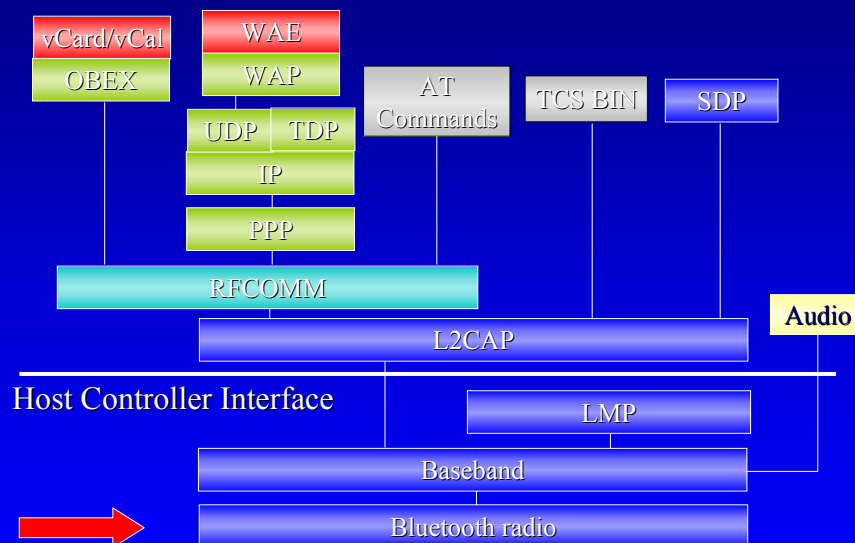 vCard/vCal
OBEX
WAE
WAP
UDP
TDP
IP
PPP
AT
Commands
TCS BIN
SDP
RFCOMM
Audio
L2CAP
Host Controller Interface
LMP
Baseband
Bluetooth radio